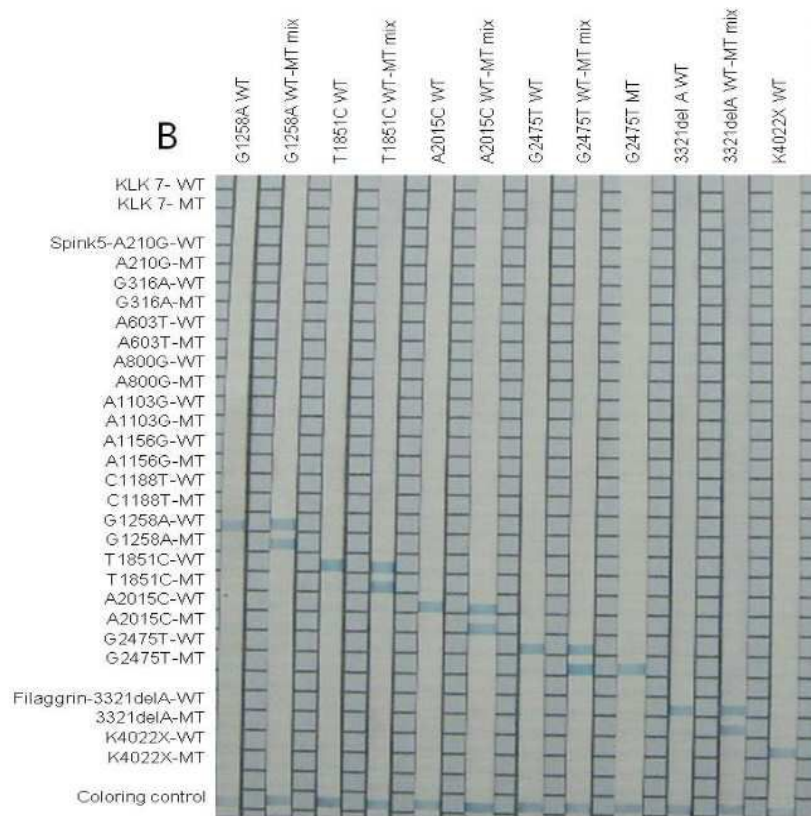 B
G1258A WT
G1258A WT-MT mix
T1851C WT
T1851C WT-MT mix
A2015C WT
A2015C WT-MT mix
G2475T WT
G2475T WT-MT mix
G2475T MT
3321del A WT
3321delA WT-MT mix
K4022X WT
KLK 7- WT
KLK 7- MT
Spink5-A210G-WT
A210G-MT
G316A-WT
G316A-MT
A603T-WT
A603T-MT
A800G-WT
A800G-MT
A1103G-WT
A1103G-MT
A1156G-WT
A1156G-MT
C1188T-WT
C1188T-MT
G1258A-WT
G1258A-MT
T1851C-WT
T1851C-MT
A2015C-WT
A2015C-MT
G2475T-WT
G2475T-MT
Filaggrin-3321delA-WT
3321delA-MT
K4022X-WT
K4022X-MT
Coloring control